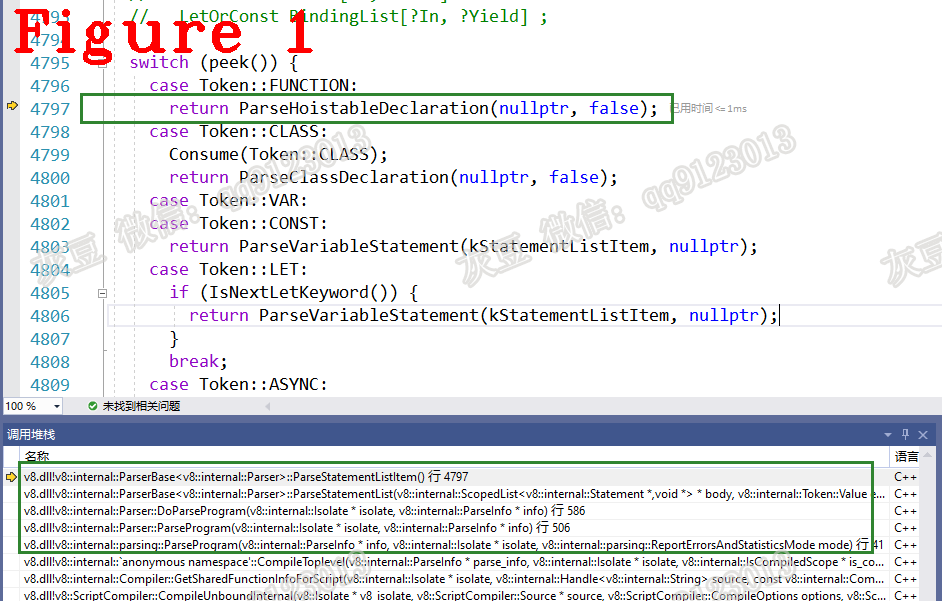 Figure 1
4793 // LetOrConst BindingList[?In, ?Yield] ;
4794
4795 switch (peek()) {
4796 case Token::FUNCTION:
4797 return ParseHoistableDeclaration(nullptr, false); 已用时间 <= 1ms
4798 case Token::CLASS:
4799 Consume(Token::CLASS);
4800 return ParseClassDeclaration(nullptr, false);
4801 case Token::VAR:
4802 case Token::CONST:
4803 return ParseVariableStatement(kStatementListItem, nullptr);
4804 case Token::LET:
4805 if (IsNextLetKeyword()) {
4806 return ParseVariableStatement(kStatementListItem, nullptr);
4807 }
4808 break;
4809 case Token::ASYNC:
灰豆 微信: qq9123013
灰豆 微信: qq9123013
灰豆
100 % 未找到相关问题
调用堆栈
名称 语言
v8.dll!v8::internal::ParserBase<v8::internal::Parser>::ParseStatementListItem() 行 4797 C++
v8.dll!v8::internal::ParserBase<v8::internal::Parser>::ParseStatementList(v8::internal::ScopedList<v8::internal::Statement *,void *> * body, v8::internal::Token::Value e... C++
v8.dll!v8::internal::Parser::DoParseProgram(v8::internal::Isolate * isolate, v8::internal::ParseInfo * info) 行 586 C++
v8.dll!v8::internal::Parser::ParseProgram(v8::internal::Isolate * isolate, v8::internal::ParseInfo * info) 行 506 C++
v8.dll!v8::internal::parsing::ParseProgram(v8::internal::ParseInfo * info, v8::internal::Isolate * isolate, v8::internal::parsing::ReportErrorsAndStatisticsMode mode) 行 41 C++
v8.dll!v8::internal::`anonymous namespace'::CompileToplevel(v8::internal::ParseInfo * parse_info, v8::internal::Isolate * isolate, v8::internal::IsCompiledScope * is_co... C++
v8.dll!v8::internal::Compiler::GetSharedFunctionInfoForScript(v8::internal::Isolate * isolate, v8::internal::Handle<v8::internal::String> source, const v8::internal::Com... C++
v8.dll!v8::ScriptCompiler::CompileUnboundInternal(v8::Isolate * v8_isolate, v8::ScriptCompiler::Source * source, v8::ScriptCompiler::CompileOptions options, v8::Sc... C++